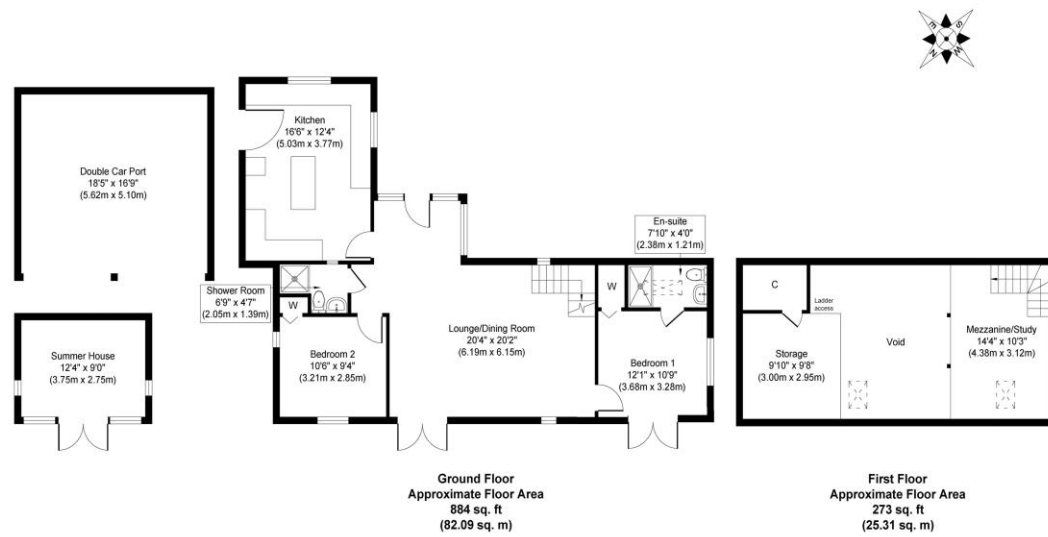 E
S
N
W
Kitchen
16'6" x 12'4"
(5.03m x 3.77m)
Double Car Port
18'5" x 16'9"
(5.62m x 5.10m)
En-suite
7'10" x 4'0"
(2.38m x 1.21m)
Shower Room
6'9" x 4'7"
(2.05m x 1.39m)
W
W
C
Ladder
access
Summer House
12'4" x 9'0"
(3.75m x 2.75m)
Bedroom 2
10'6" x 9'4"
(3.21m x 2.85m)
Lounge/Dining Room
20'4" x 20'2"
(6.19m x 6.15m)
Bedroom 1
12'1" x 10'9"
(3.68m x 3.28m)
Storage
9'10" x 9'8"
(3.00m x 2.95m)
Void
Mezzanine/Study
14'4" x 10'3"
(4.38m x 3.12m)
Ground Floor
Approximate Floor Area
884 sq. ft
(82.09 sq. m)
First Floor
Approximate Floor Area
273 sq. ft
(25.31 sq. m)